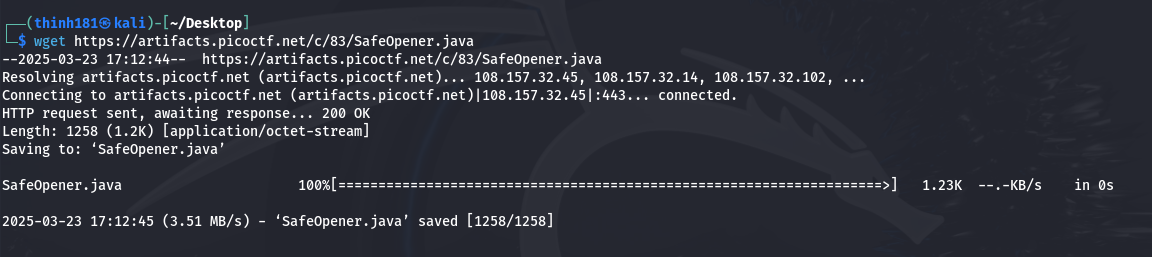 ┌──(thinh181㉿kali)-[~/Desktop]
└─$ wget https://artifacts.picoctf.net/c/83/SafeOpener.java
--2025-03-23 17:12:44--  https://artifacts.picoctf.net/c/83/SafeOpener.java
Resolving artifacts.picoctf.net (artifacts.picoctf.net)... 108.157.32.45, 108.157.32.14, 108.157.32.102, ...
Connecting to artifacts.picoctf.net (artifacts.picoctf.net)|108.157.32.45|:443... connected.
HTTP request sent, awaiting response... 200 OK
Length: 1258 (1.2K) [application/octet-stream]
Saving to: ‘SafeOpener.java’
SafeOpener.java                      100%[====================================================================>]   1.23K  --.-KB/s    in 0s
2025-03-23 17:12:45 (3.51 MB/s) - ‘SafeOpener.java’ saved [1258/1258]